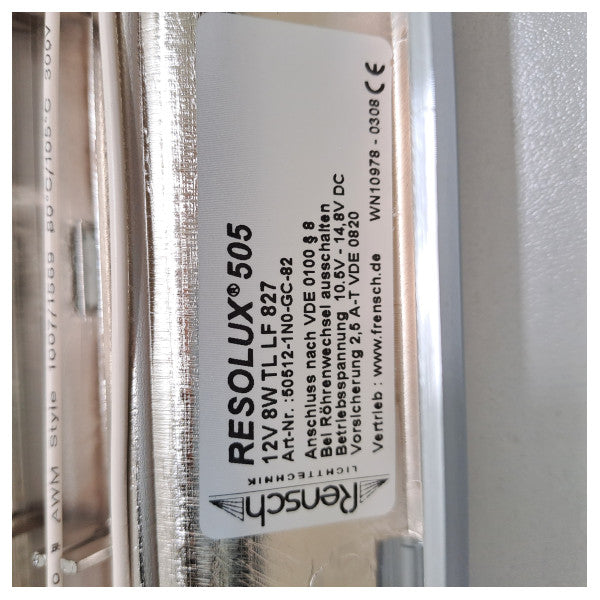 AWM Style 1007/1569 80°C/105°C 300V
Rensch
LICHTTECHNIK
RESOLUX® 505
12V 8W TL LF 827
Art-Nr. :50512-1N0-GC-82
Anschluss nach VDE 0100 § 8
Bei Röhrenwechsel ausschalten
Betriebsspannung 10.5V - 14,8V DC
Vorsicherung 2,5 A-T VDE 0820
Vertrieb : www.frensch.de
WN10978 - 0308 CE